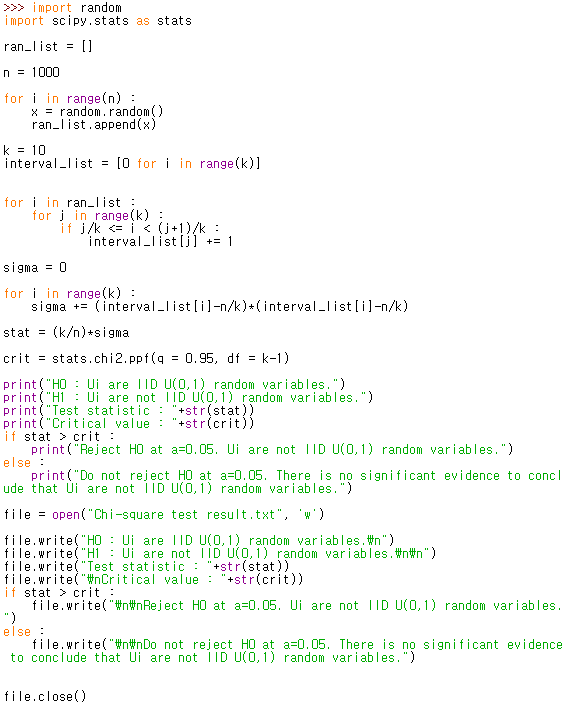 >>> import random
import scipy.stats as stats

ran_list = []

n = 1000

for i in range(n) :
    x = random.random()
    ran_list.append(x)

k = 10
interval_list = [0 for i in range(k)]


for i in ran_list :
    for j in range(k) :
        if j/k <= i < (j+1)/k :
            interval_list[j] += 1

sigma = 0

for i in range(k) :
    sigma += (interval_list[i]-n/k)*(interval_list[i]-n/k)

stat = (k/n)*sigma

crit = stats.chi2.ppf(q = 0.95, df = k-1)

print("H0 : Ui are IID U(0,1) random variables.")
print("H1 : Ui are not IID U(0,1) random variables.")
print("Test statistic : "+str(stat))
print("Critical value : "+str(crit))
if stat > crit :
    print("Reject H0 at a=0.05. Ui are not IID U(0,1) random variables.")
else :
    print("Do not reject H0 at a=0.05. There is no significant evidence to concl
ude that Ui are not IID U(0,1) random variables.")

file = open("Chi-square test result.txt", 'w')

file.write("H0 : Ui are IID U(0,1) random variables.₩n")
file.write("H1 : Ui are not IID U(0,1) random variables.₩n₩n")
file.write("Test statistic : "+str(stat))
file.write("₩nCritical value : "+str(crit))
if stat > crit :
    file.write("₩n₩nReject H0 at a=0.05. Ui are not IID U(0,1) random variables.
")
else :
    file.write("₩n₩nDo not reject H0 at a=0.05. There is no significant evidence
 to conclude that Ui are not IID U(0,1) random variables.")


file.close()